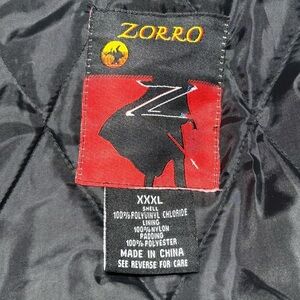 ZORRO
Z
XXXL
SHELL
100% POLYVINYL CHLORIDE
LINING
100% NYLON
PADDING
100% POLYESTER
MADE IN CHINA
SEE REVERSE FOR CARE